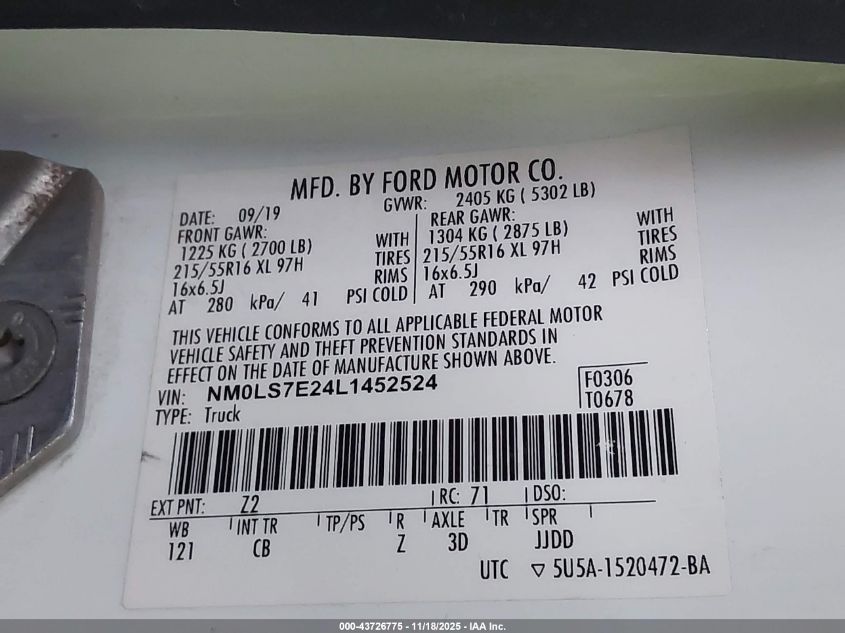 MFD. BY FORD MOTOR CO.
DATE: 09/19 GVWR: 2405 KG ( 5302 LB)
FRONT GAWR: REAR GAWR:
1225 KG ( 2700 LB) WITH 1304 KG ( 2875 LB) WITH
215/55R16 XL 97H TIRES 215/55R16 XL 97H TIRES
16x6.5J RIMS 16x6.5J RIMS
AT 280 kPa/ 41 PSI COLD AT 290 kPa/ 42 PSI COLD
THIS VEHICLE CONFORMS TO ALL APPLICABLE FEDERAL MOTOR
VEHICLE SAFETY AND THEFT PREVENTION STANDARDS IN
EFFECT ON THE DATE OF MANUFACTURE SHOWN ABOVE.
VIN: NM0LS7E24L1452524 F0306
TYPE: Truck T0678
EXT PNT: Z2 RC: 71 DSO:
WB INT TR TP/PS R AXLE TR SPR
121 CB Z 3D JJDD
UTC ▽ 5U5A-1520472-BA
000-43726775 - 11/18/2025 - IAA Inc.